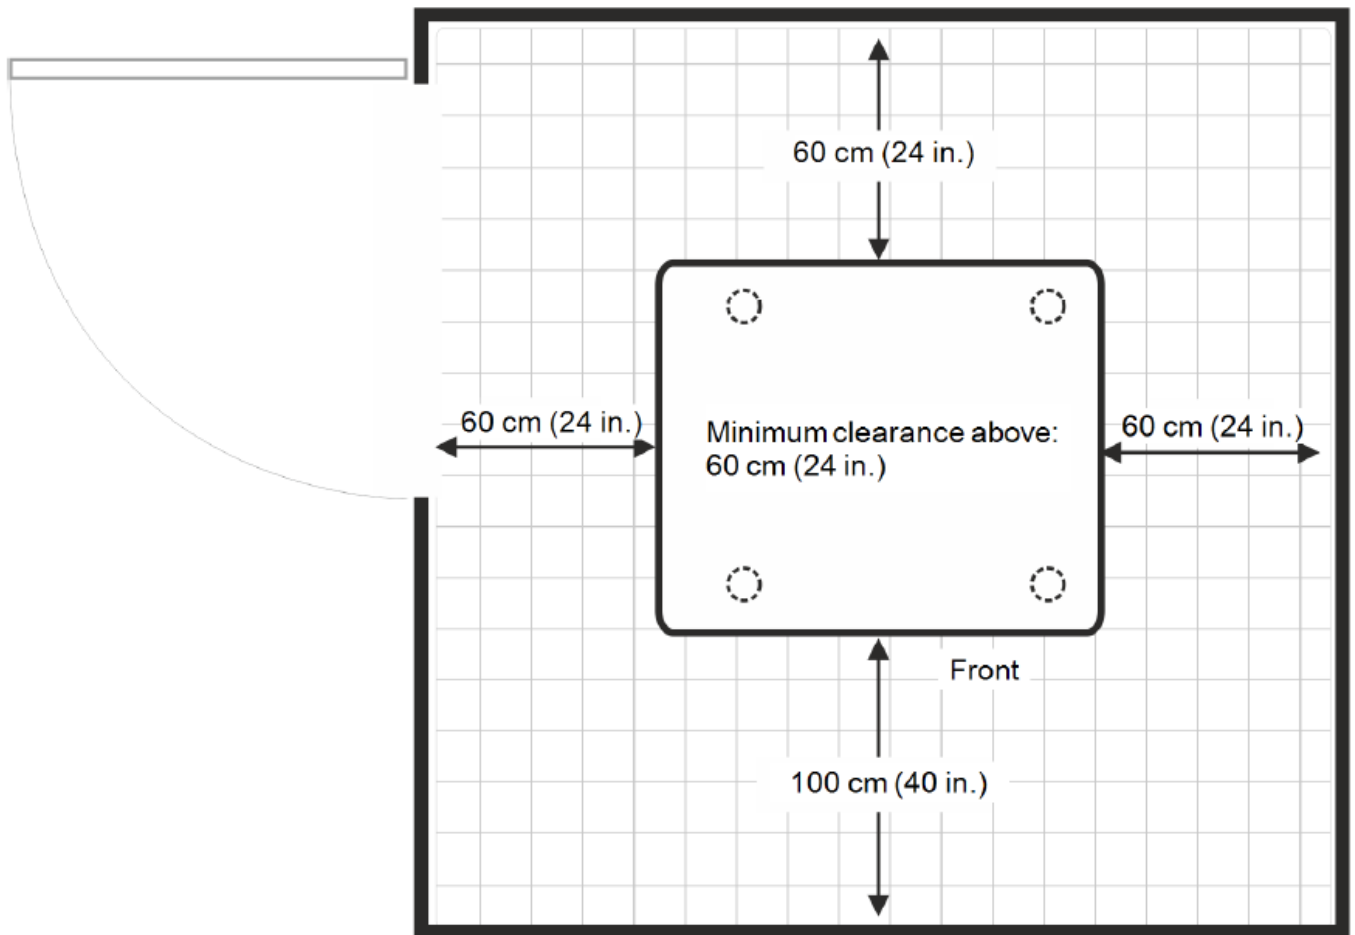 60 cm (24 in.)
60 cm (24 in.)
Minimum clearance above:
60 cm (24 in.)
60 cm (24 in.)
Front
100 cm (40 in.)